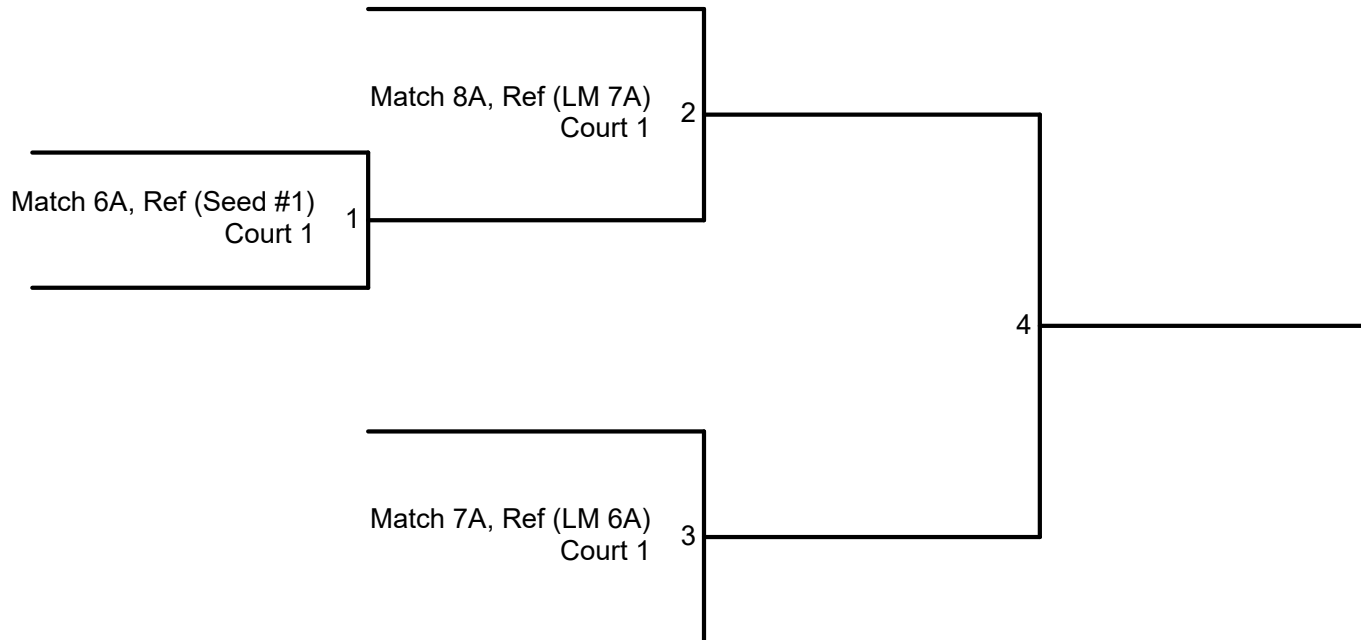 Match 8A, Ref (LM 7A)
Court 1
2
Match 6A, Ref (Seed #1)
Court 1
1
4
Match 7A, Ref (LM 6A)
Court 1
3